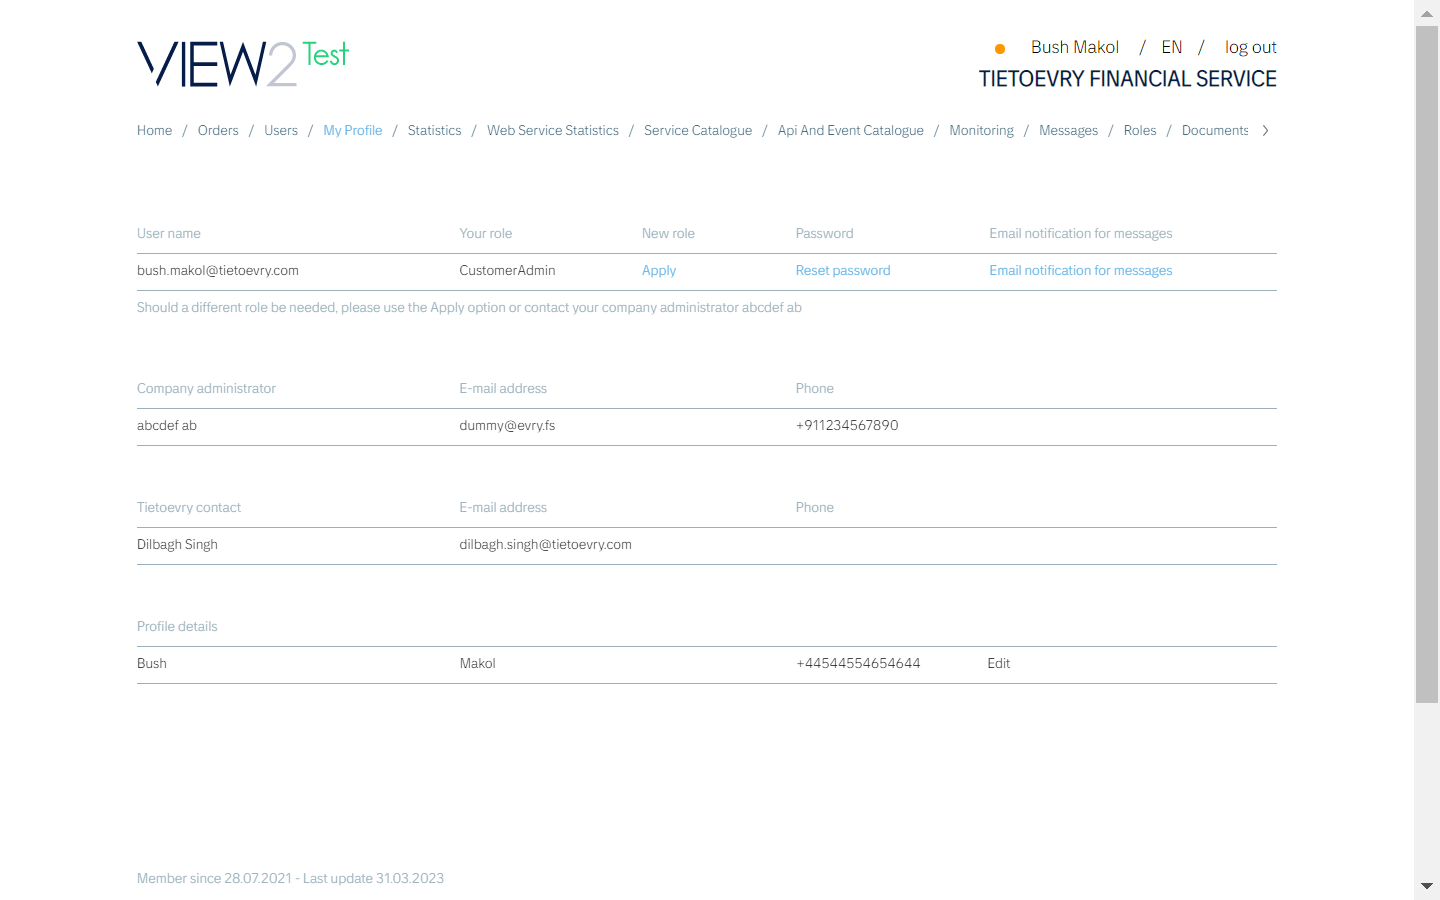 VIEW2 Test
Bush Makol / EN / log out
TIETOEVRY FINANCIAL SERVICE
Home / Orders / Users / My Profile / Statistics / Web Service Statistics / Service Catalogue / Api And Event Catalogue / Monitoring / Messages / Roles / Documents
User name Your role New role Password Email notification for messages
bush.makol@tietoevry.com CustomerAdmin Apply Reset password Email notification for messages
Should a different role be needed, please use the Apply option or contact your company administrator abcdef ab
Company administrator E-mail address Phone
abcdef ab dummy@evry.fs +911234567890
Tietoevry contact E-mail address Phone
Dilbagh Singh dilbagh.singh@tietoevry.com
Profile details
Bush Makol +44544554654644 Edit
Member since 28.07.2021 - Last update 31.03.2023